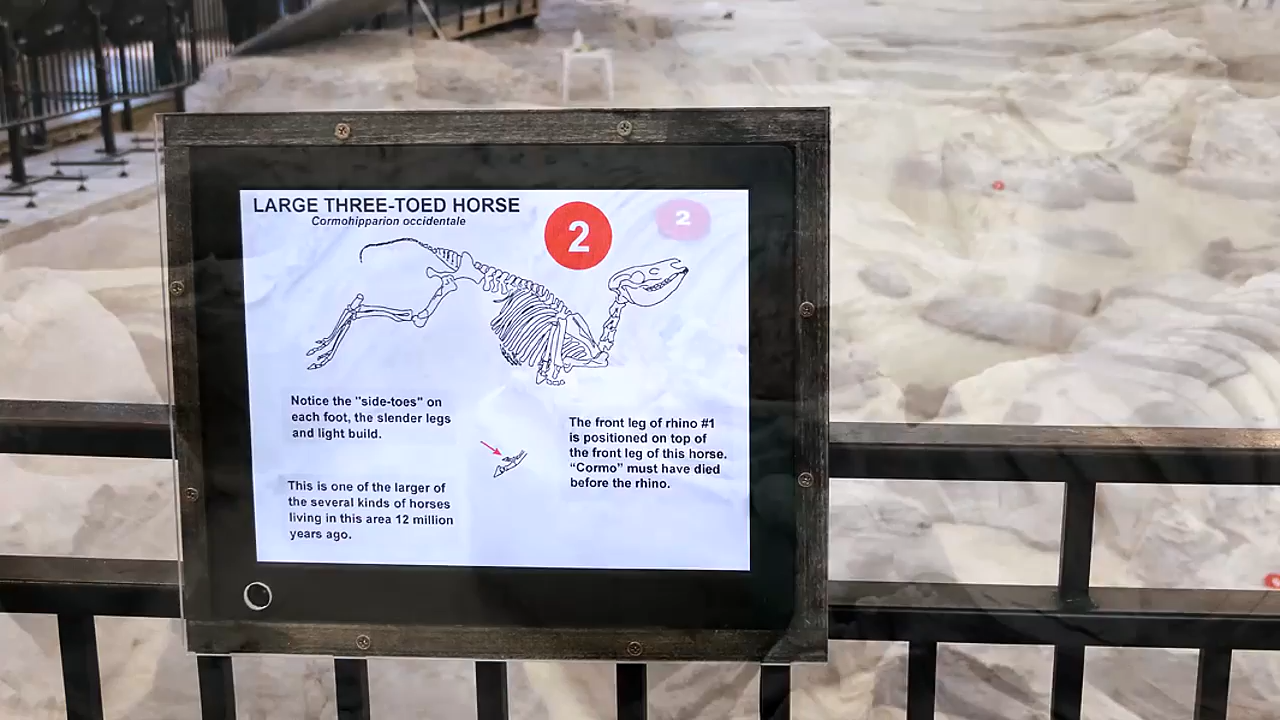 LARGE THREE-TOED HORSE
Cormohipparion occidentale
2
2
Notice the "side-toes" on
each foot, the slender legs
and light build.
The front leg of rhino #1
is positioned on top of
the front leg of this horse.
“Cormo” must have died
before the rhino.
This is one of the larger of
the several kinds of horses
living in this area 12 million
years ago.